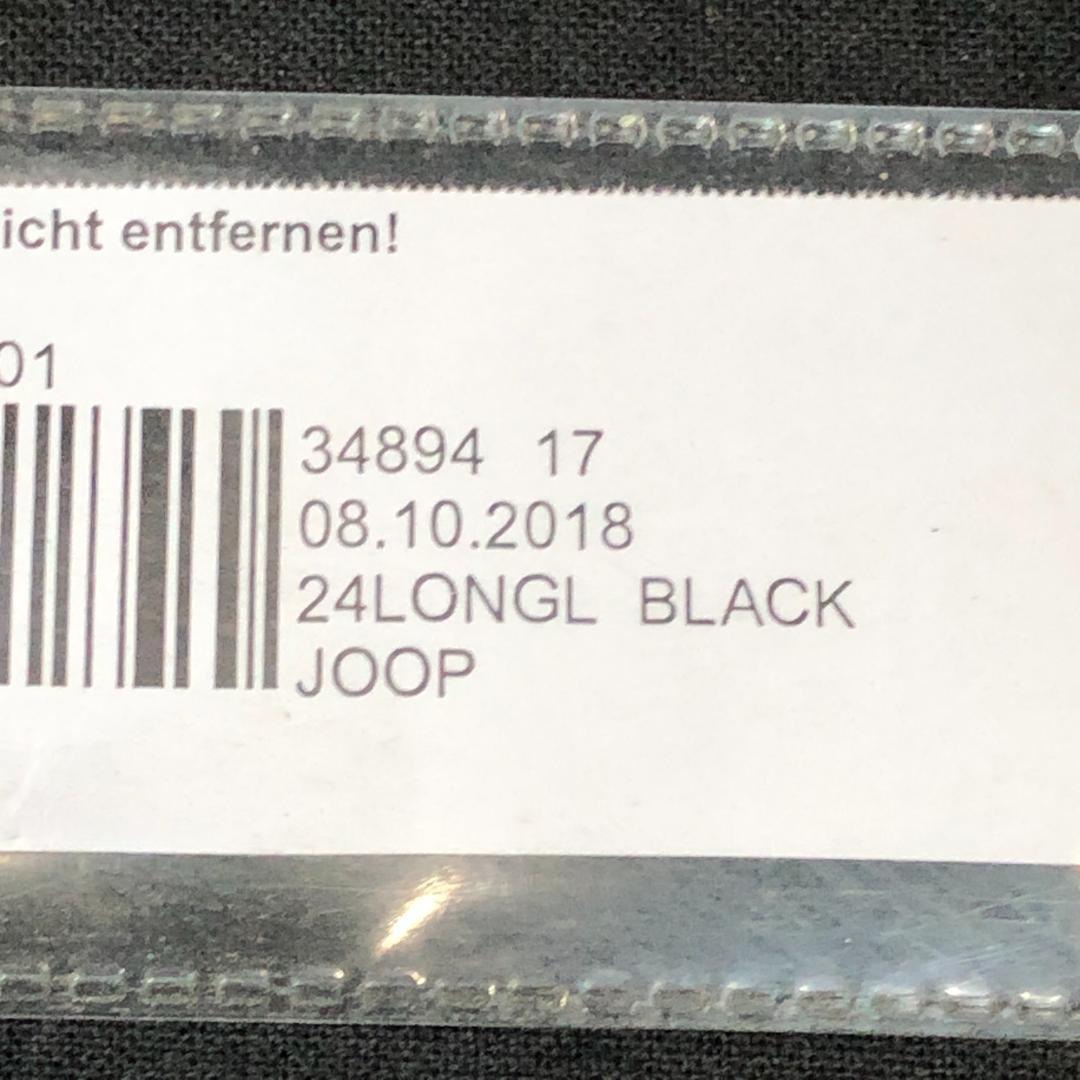 icht entfernen!
01
34894 17
08.10.2018
24LONGL BLACK
JOOP